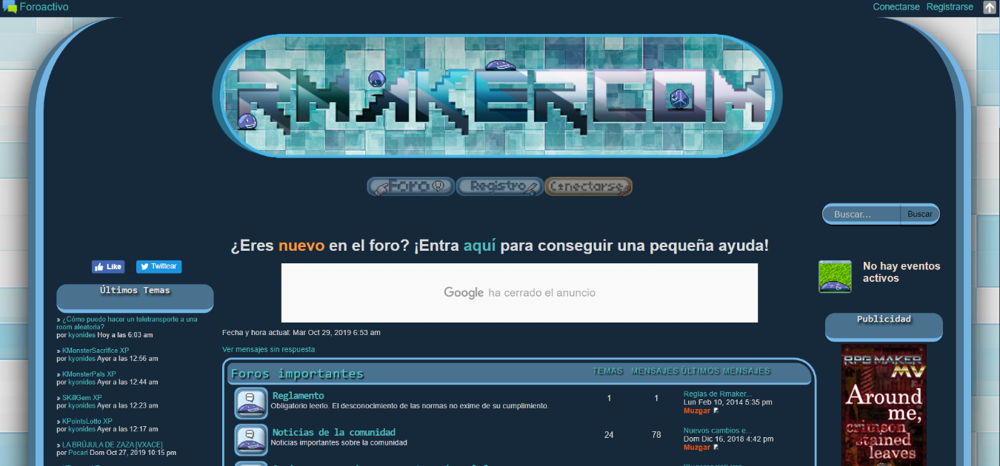 Foroactivo
Conectarse Registrarse
RMAKERCOM
Foro Registro Conectarse
Buscar... Buscar
¿Eres nuevo en el foro? ¡Entra aquí para conseguir una pequeña ayuda!
Like Twittear
Google ha cerrado el anuncio
No hay eventos
activos
Últimos Temas
» ¿Cómo puedo hacer un teletransporte a una
room aleatoria?
por kyonides Hoy a las 6:03 am
» KMonsterSacrifice XP
por kyonides Ayer a las 12:56 am
» KMonsterPals XP
por kyonides Ayer a las 12:44 am
» SKillGem XP
por kyonides Ayer a las 12:23 am
» KPointsLotto XP
por kyonides Ayer a las 12:17 am
» LA BRÚJULA DE ZAZA [VXACE]
por Pocari Dom Oct 27, 2019 10:15 pm
Fecha y hora actual: Mar Oct 29, 2019 6:53 am
Ver mensajes sin respuesta
Foros importantes TEMAS MENSAJES ÚLTIMOS MENSAJES
Reglamento
Obligatorio leerlo. El desconocimiento de las normas no exime de su cumplimiento.
1 1
Reglas de Rmaker...
Lun Feb 10, 2014 5:35 pm
Muzgar
Noticias de la comunidad
Noticias importantes sobre la comunidad
24 78
Nuevos cambios e...
Dom Dic 16, 2018 4:42 pm
Muzgar
Publicidad
RPG MAKER
MV
Around
me,
crimson
stained
leaves